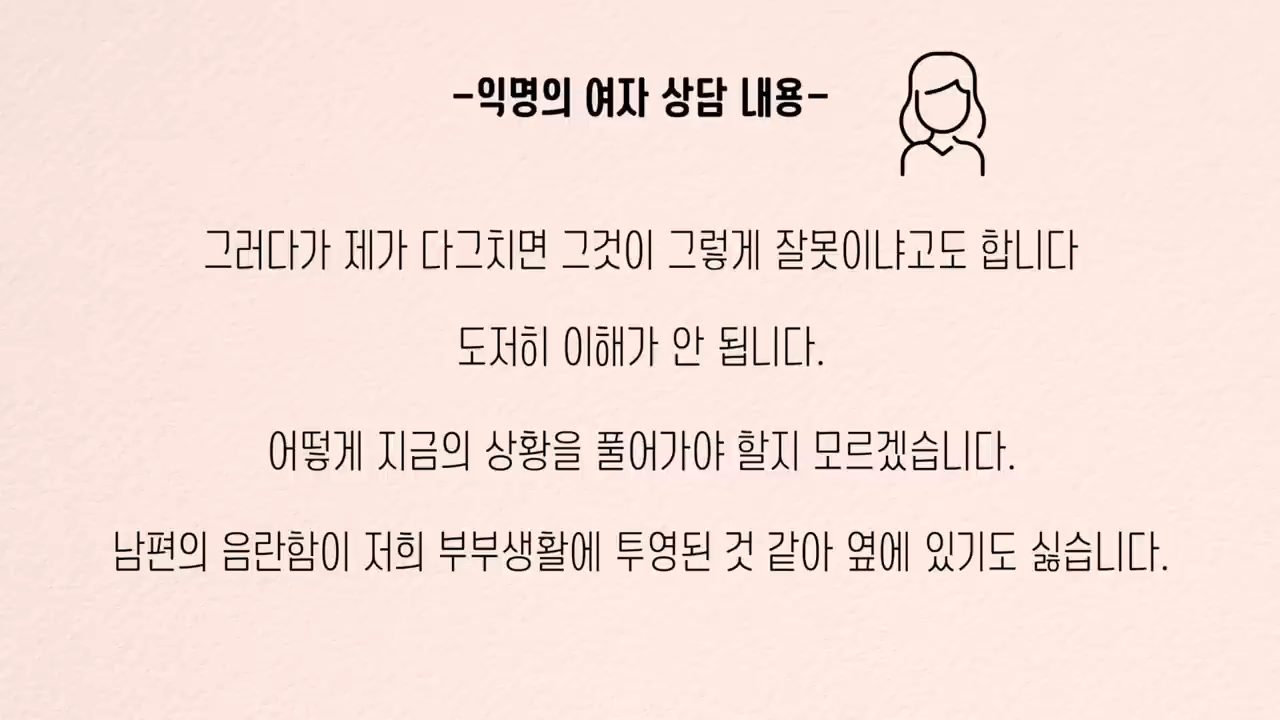 -익명의 여자 상담 내용-
그러다가 제가 다그치면 그것이 그렇게 잘못이냐고도 합니다
도저히 이해가 안 됩니다.
어떻게 지금의 상황을 풀어가야 할지 모르겠습니다.
남편의 음란함이 저희 부부생활에 투영된 것 같아 옆에 있기도 싫습니다.